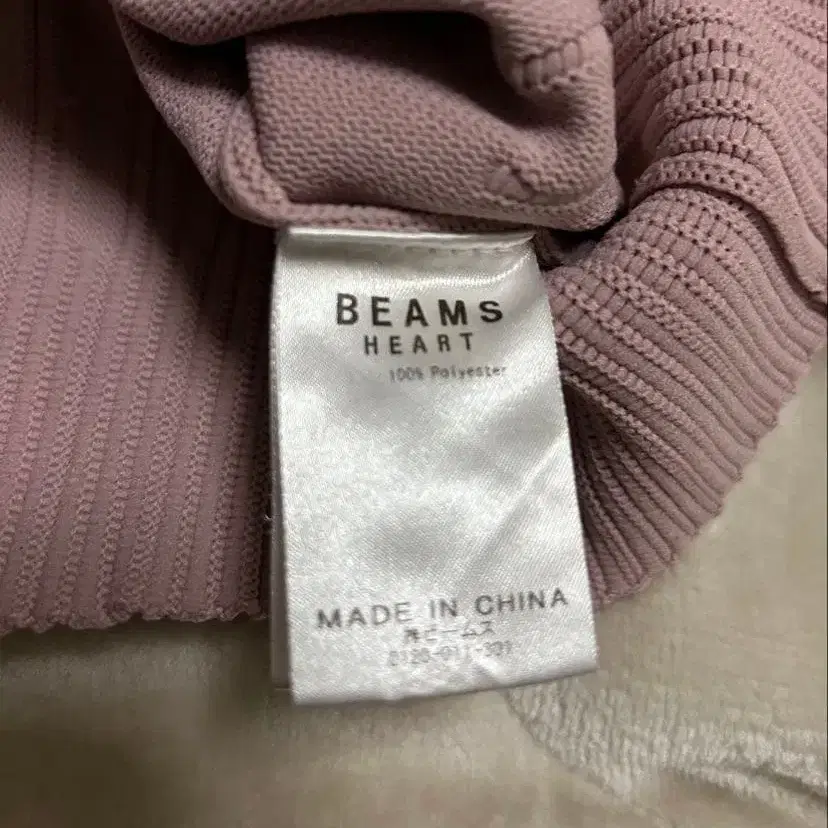 BEAMS
HEART
100% Polyester
MADE IN CHINA
㈱ビームス
0120-011-301